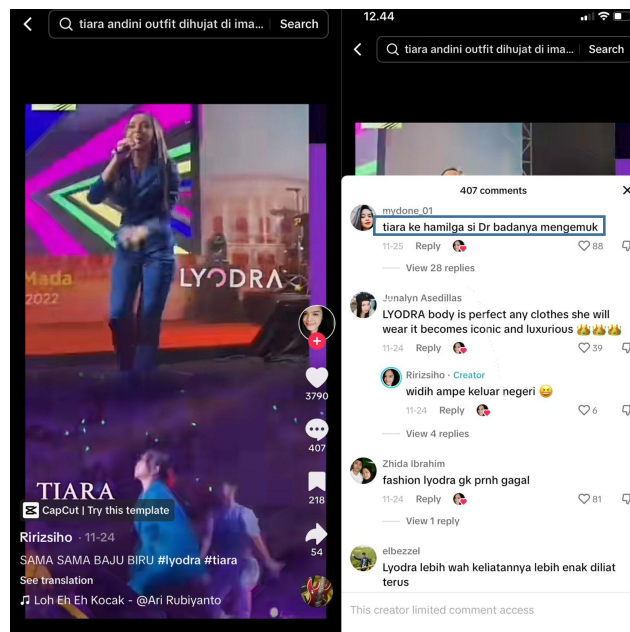 tiara andini outfit dihujat di ima...
Search
LYODRA
Mada
2022
3790
407
218
54
TIARA
CapCut | Try this template
Ririzsiho · 11-24
SAMA SAMA BAJU BIRU #lyodra #tiara
See translation
Loh Eh Eh Kocak - @Ari Rubiyanto
12.44
tiara andini outfit dihujat di ima...
Search
407 comments
mydone_01
tiara ke hamilga si Dr badanya mengemuk
11-25 Reply 88
View 28 replies
Junalyn Asedillas
LYODRA body is perfect any clothes she will
wear it becomes iconic and luxurious 👑👑👑
11-24 Reply 39
Ririzsiho · Creator
widih ampe keluar negeri 😆
11-24 Reply 6
View 4 replies
Zhida Ibrahim
fashion lyodra gk prnh gagal
11-24 Reply 81
View 1 reply
elbezzel
Lyodra lebih wah keliatannya lebih enak diliat
terus
This creator limited comment access